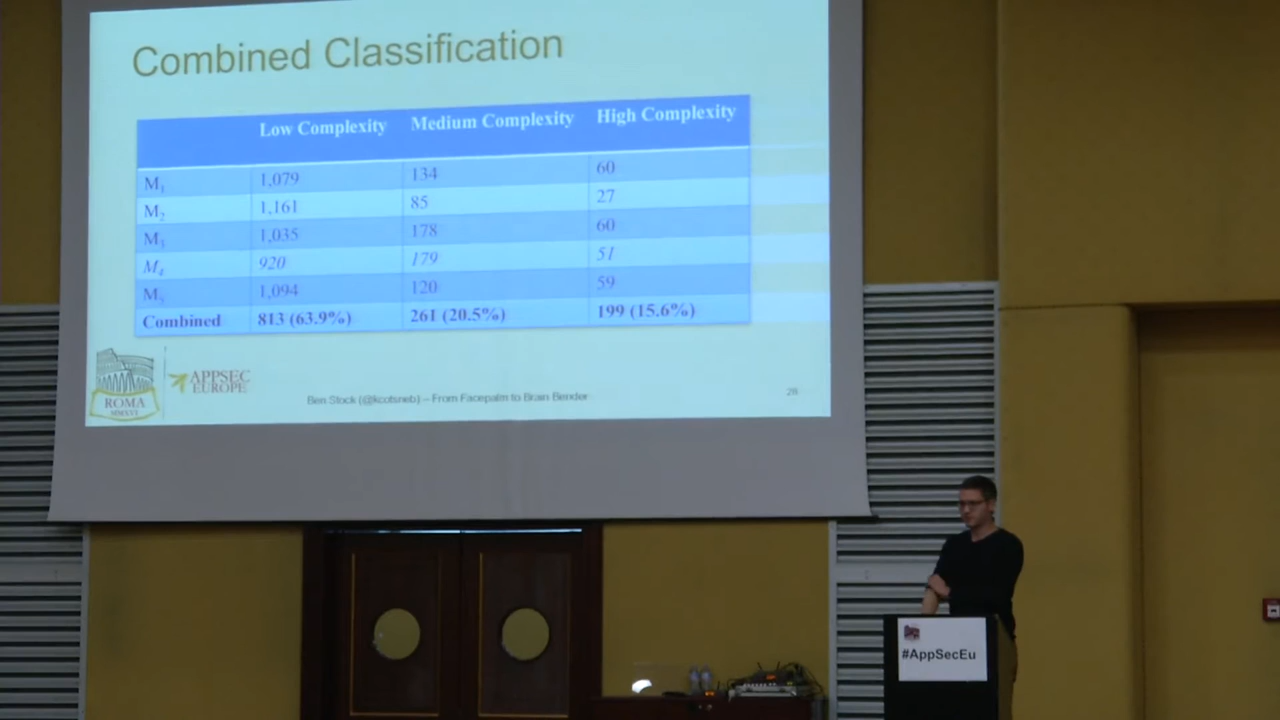 Combined Classification
Low Complexity Medium Complexity High Complexity
M1 1,079 134 60
M2 1,161 85 27
M3 1,035 178 60
M4 920 179 51
M5 1,094 120 59
Combined 813 (63.9%) 261 (20.5%) 199 (15.6%)
ROMA
MMXVI
APPSEC
EUROPE
Ben Stock (@kcotsneb) – From Facepalm to Brain Bender
#AppSecEu